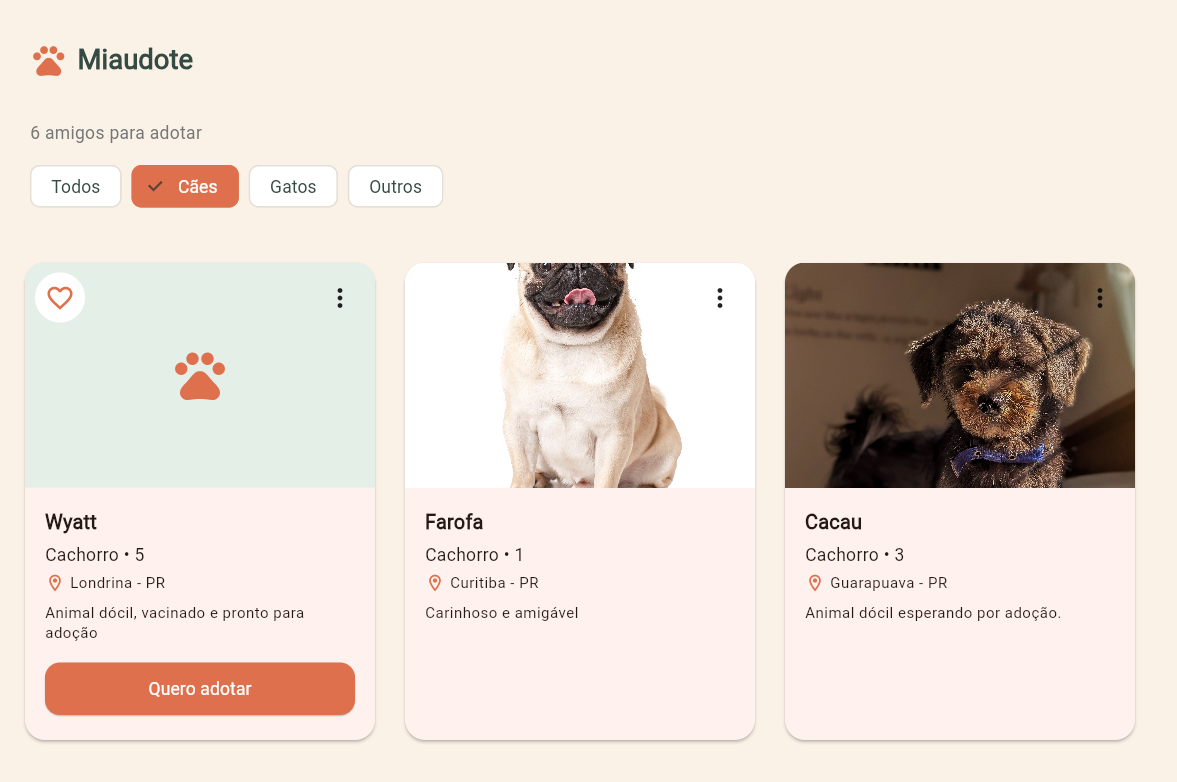 Miaudote
6 amigos para adotar
Todos
Cães
Gatos
Outros
Wyatt
Cachorro • 5
Londrina - PR
Animal dócil, vacinado e pronto para
adoção
Quero adotar
Farofa
Cachorro • 1
Curitiba - PR
Carinhoso e amigável
Light
Cacau
Cachorro • 3
Guarapuava - PR
Animal dócil esperando por adoção.